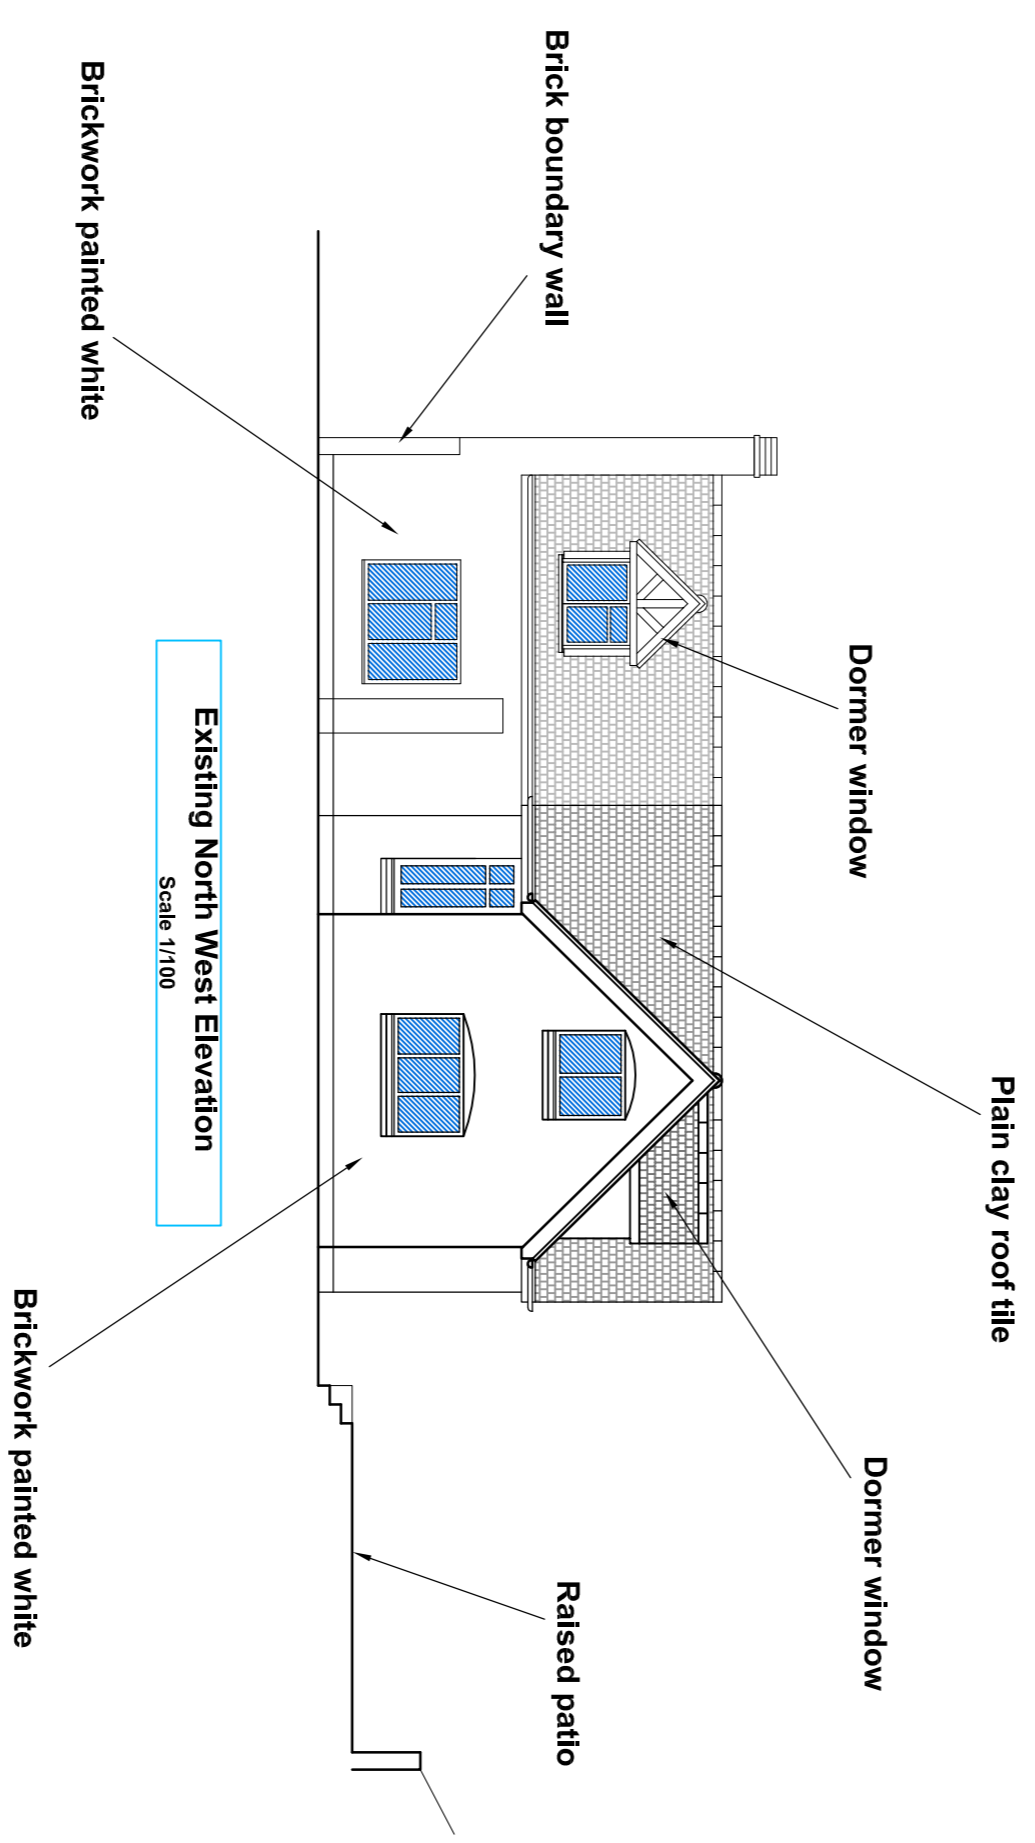 Plain clay roof tile
Dormer window
Dormer window
Brick boundary wall
Raised patio
Brickwork painted white
Existing North West Elevation
Scale 1/100
Brickwork painted white